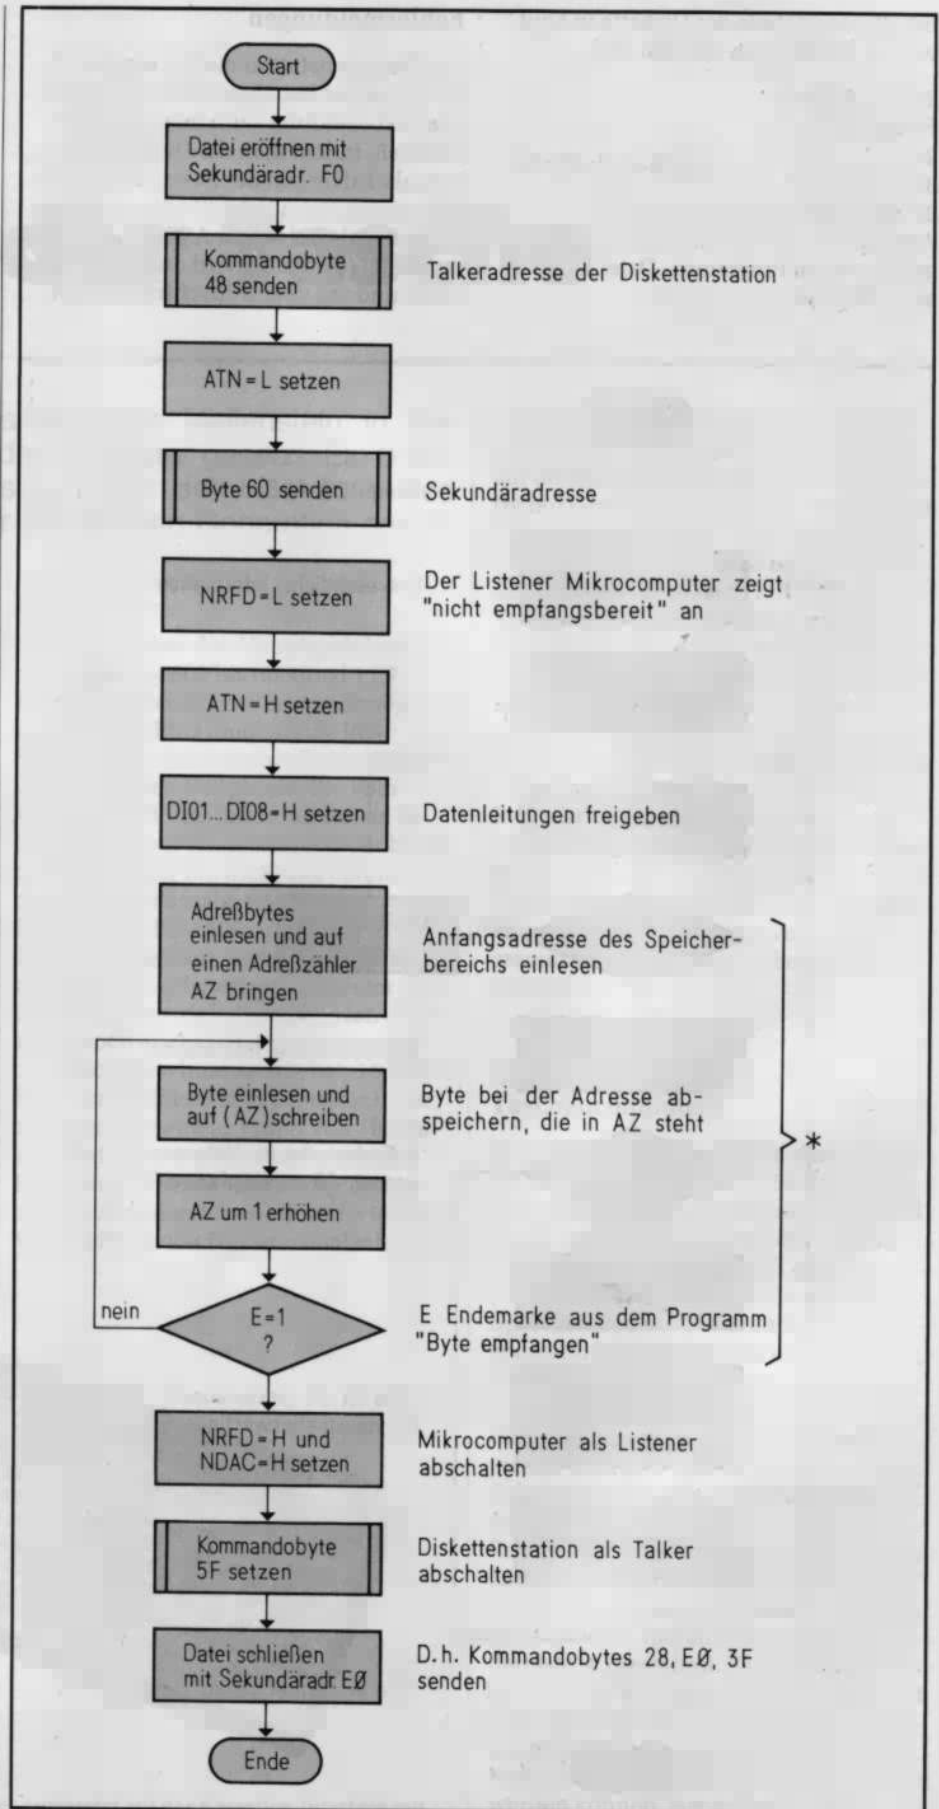 Start
Datei eröffnen mit
Sekundäradr. F0
Kommandobyte
48 senden
Talkeradresse der Diskettenstation
ATN=L setzen
Byte 60 senden
Sekundäradresse
NRFD=L setzen
Der Listener Mikrocomputer zeigt
"nicht empfangsbereit" an
ATN=H setzen
DI01...DI08=H setzen
Datenleitungen freigeben
Adreßbytes
einlesen und auf
einen Adreßzähler
AZ bringen
Anfangsadresse des Speicher-
bereichs einlesen
Byte einlesen und
auf (AZ) schreiben
Byte bei der Adresse ab-
speichern, die in AZ steht
*
AZ um 1 erhöhen
nein
E=1
?
E Endemarke aus dem Programm
"Byte empfangen"
NRFD=H und
NDAC=H setzen
Mikrocomputer als Listener
abschalten
Kommandobyte
5F setzen
Diskettenstation als Talker
abschalten
Datei schließen
mit Sekundäradr. EØ
D.h. Kommandobytes 28, EØ, 3F
senden
Ende